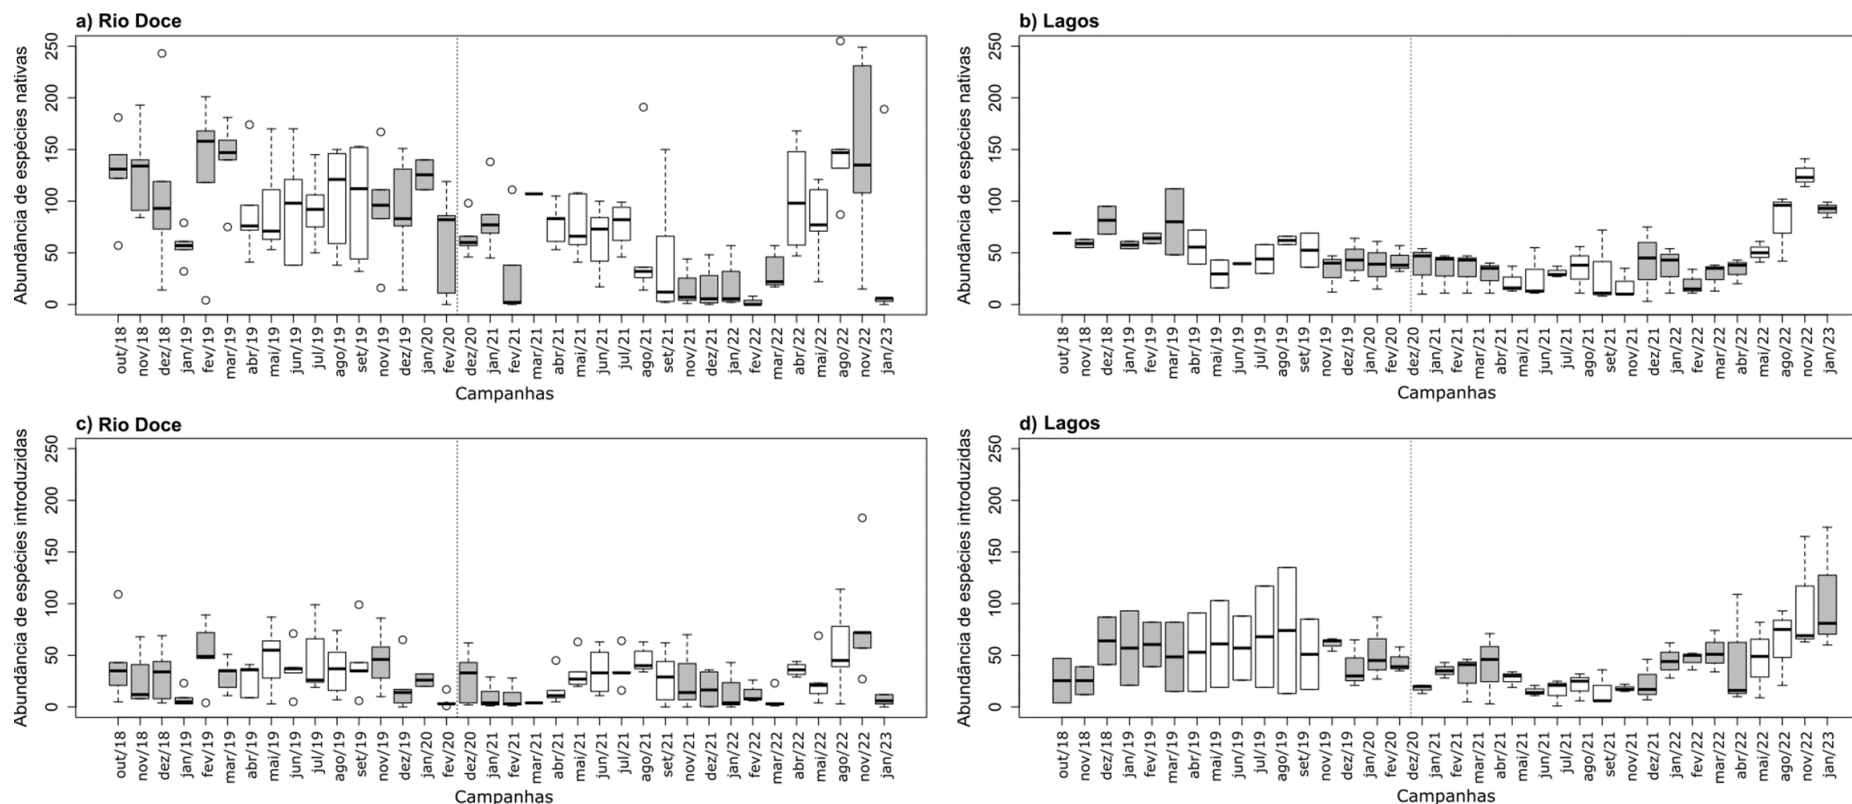 a) Rio Doce
Abundância de espécies nativas
250
200
150
100
50
0
out/18
nov/18
dez/18
jan/19
fev/19
mar/19
abr/19
mai/19
jun/19
jul/19
ago/19
set/19
nov/19
dez/19
jan/20
fev/20
dez/20
jan/21
fev/21
mar/21
abr/21
mai/21
jun/21
jul/21
ago/21
set/21
nov/21
dez/21
jan/22
fev/22
mar/22
abr/22
mai/22
ago/22
nov/22
jan/23
Campanhas
b) Lagos
Abundância de espécies nativas
250
200
150
100
50
0
out/18
nov/18
dez/18
jan/19
fev/19
mar/19
abr/19
mai/19
jun/19
jul/19
ago/19
set/19
nov/19
dez/19
jan/20
fev/20
dez/20
jan/21
mar/21
abr/21
mai/21
jun/21
jul/21
ago/21
set/21
nov/21
dez/21
jan/22
fev/22
mar/22
abr/22
mai/22
ago/22
nov/22
jan/23
Campanhas
c) Rio Doce
Abundância de espécies introduzidas
250
200
150
100
50
0
out/18
nov/18
dez/18
jan/19
fev/19
mar/19
abr/19
mai/19
jun/19
jul/19
ago/19
set/19
nov/19
dez/19
jan/20
fev/20
dez/20
jan/21
fev/21
mar/21
abr/21
mai/21
jun/21
jul/21
ago/21
set/21
nov/21
dez/21
jan/22
fev/22
mar/22
abr/22
mai/22
ago/22
nov/22
jan/23
Campanhas
d) Lagos
Abundância de espécies introduzidas
250
200
150
100
50
0
out/18
nov/18
dez/18
jan/19
fev/19
mar/19
abr/19
mai/19
jun/19
jul/19
ago/19
set/19
nov/19
dez/19
jan/20
fev/20
dez/20
jan/21
mar/21
abr/21
mai/21
jun/21
jul/21
ago/21
set/21
nov/21
dez/21
jan/22
fev/22
mar/22
abr/22
mai/22
ago/22
nov/22
jan/23
Campanhas